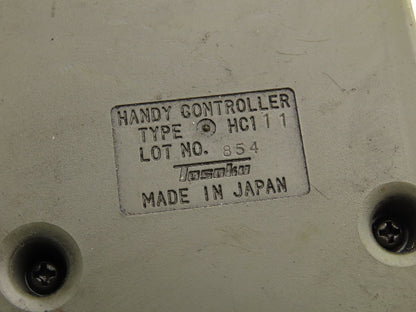 HANDY CONTROLLER
TYPE HC111
LOT NO. 854
Tosoku
MADE IN JAPAN